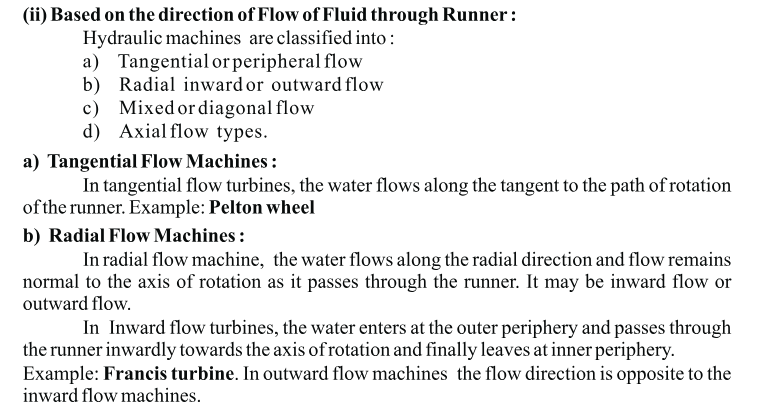 (ii) Based on the direction of Flow of Fluid through Runner :
Hydraulic machines are classified into :
a) Tangential or peripheral flow
b) Radial inward or outward flow
c) Mixed or diagonal flow
d) Axial flow types.
a) Tangential Flow Machines :
In tangential flow turbines, the water flows along the tangent to the path of rotation
of the runner. Example: Pelton wheel
b) Radial Flow Machines :
In radial flow machine, the water flows along the radial direction and flow remains
normal to the axis of rotation as it passes through the runner. It may be inward flow or
outward flow.
In Inward flow turbines, the water enters at the outer periphery and passes through
the runner inwardly towards the axis of rotation and finally leaves at inner periphery.
Example: Francis turbine. In outward flow machines the flow direction is opposite to the
inward flow machines.